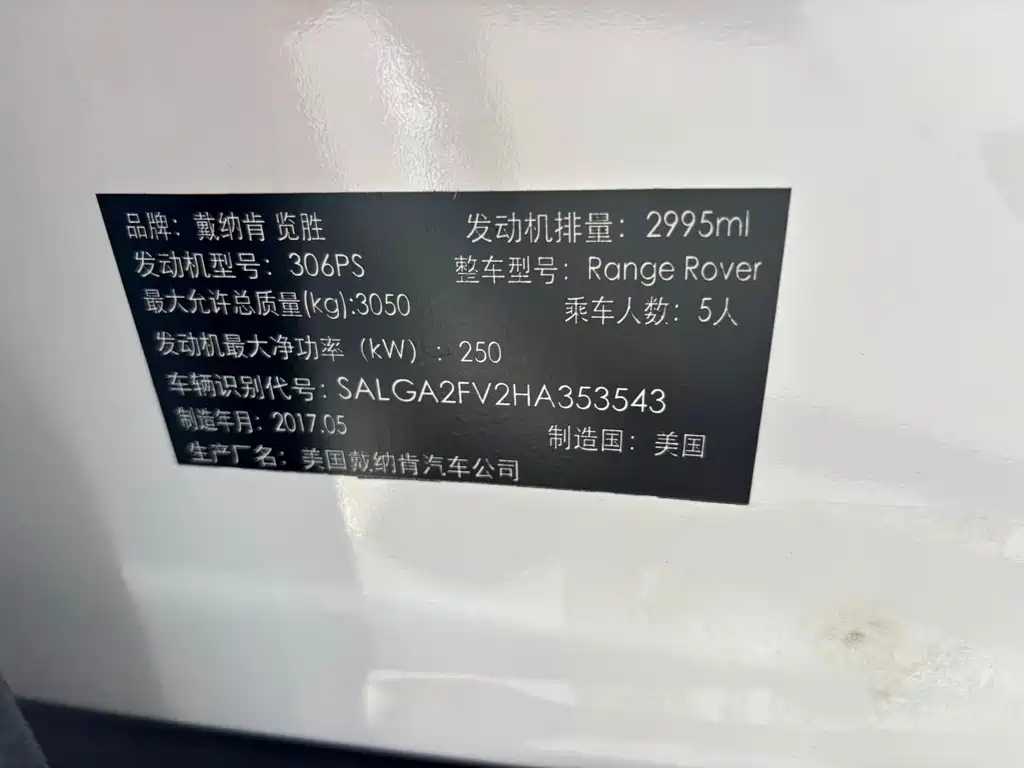 品牌：戴纳肯 览胜 发动机排量：2995ml
发动机型号：306PS 整车型号：Range Rover
最大允许总质量(kg):3050 乘车人数：5人
发动机最大净功率（kW）：250
车辆识别代号：SALGA2FV2HA353543
制造年月：2017.05 制造国：美国
生产厂名：美国戴纳肯汽车公司